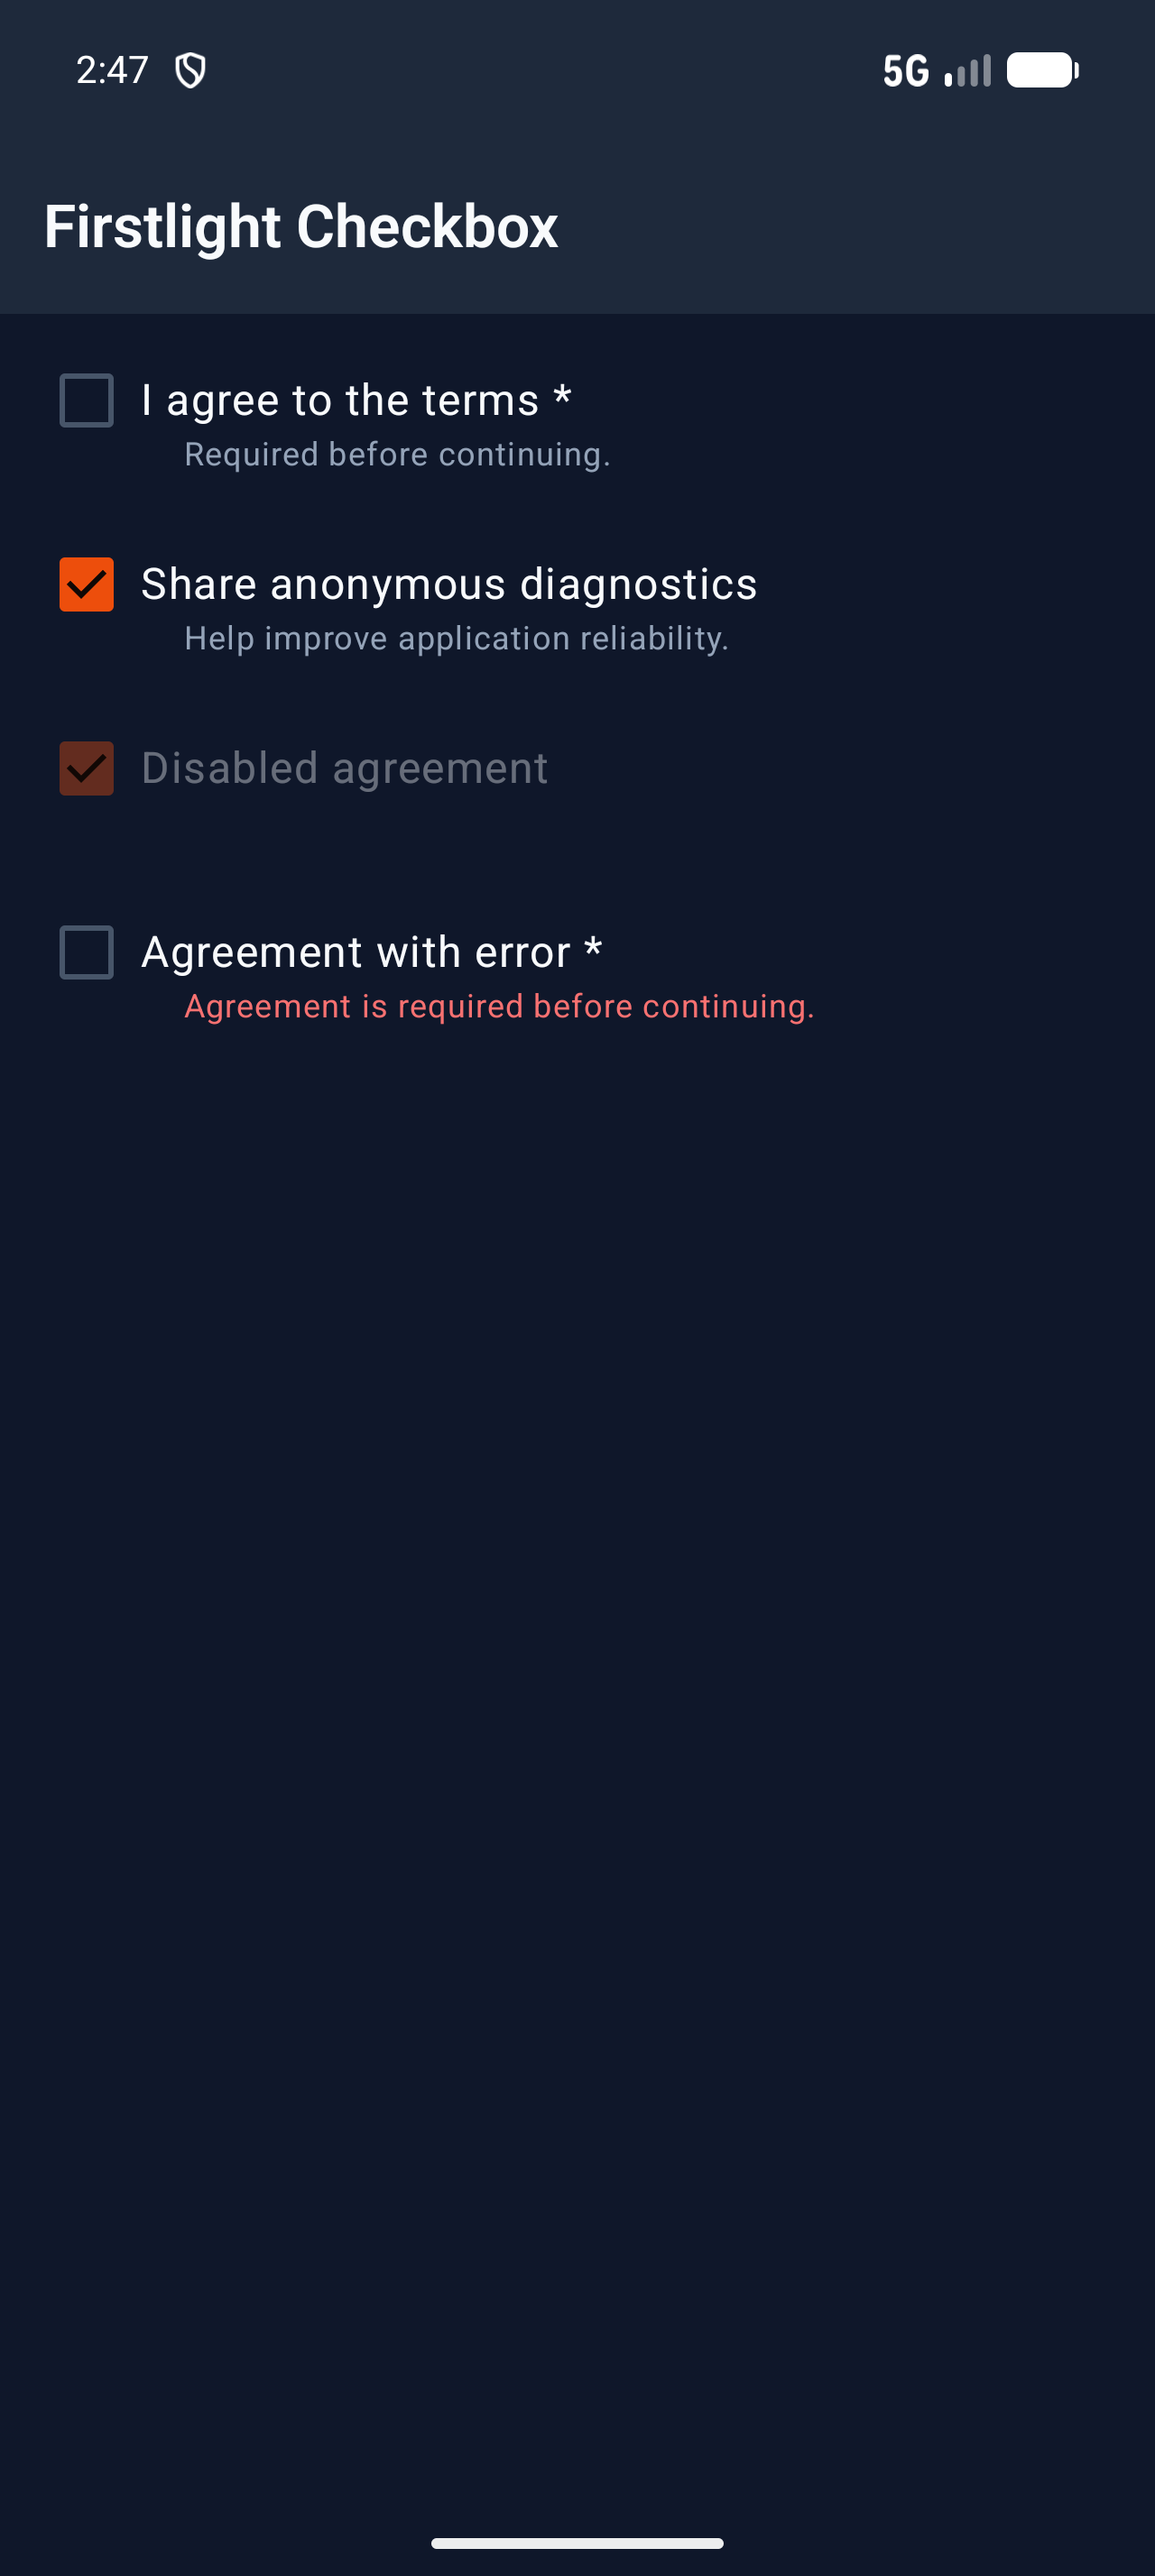 2:47
5G
Firstlight Checkbox
I agree to the terms *
Required before continuing.
Share anonymous diagnostics
Help improve application reliability.
Disabled agreement
Agreement with error *
Agreement is required before continuing.